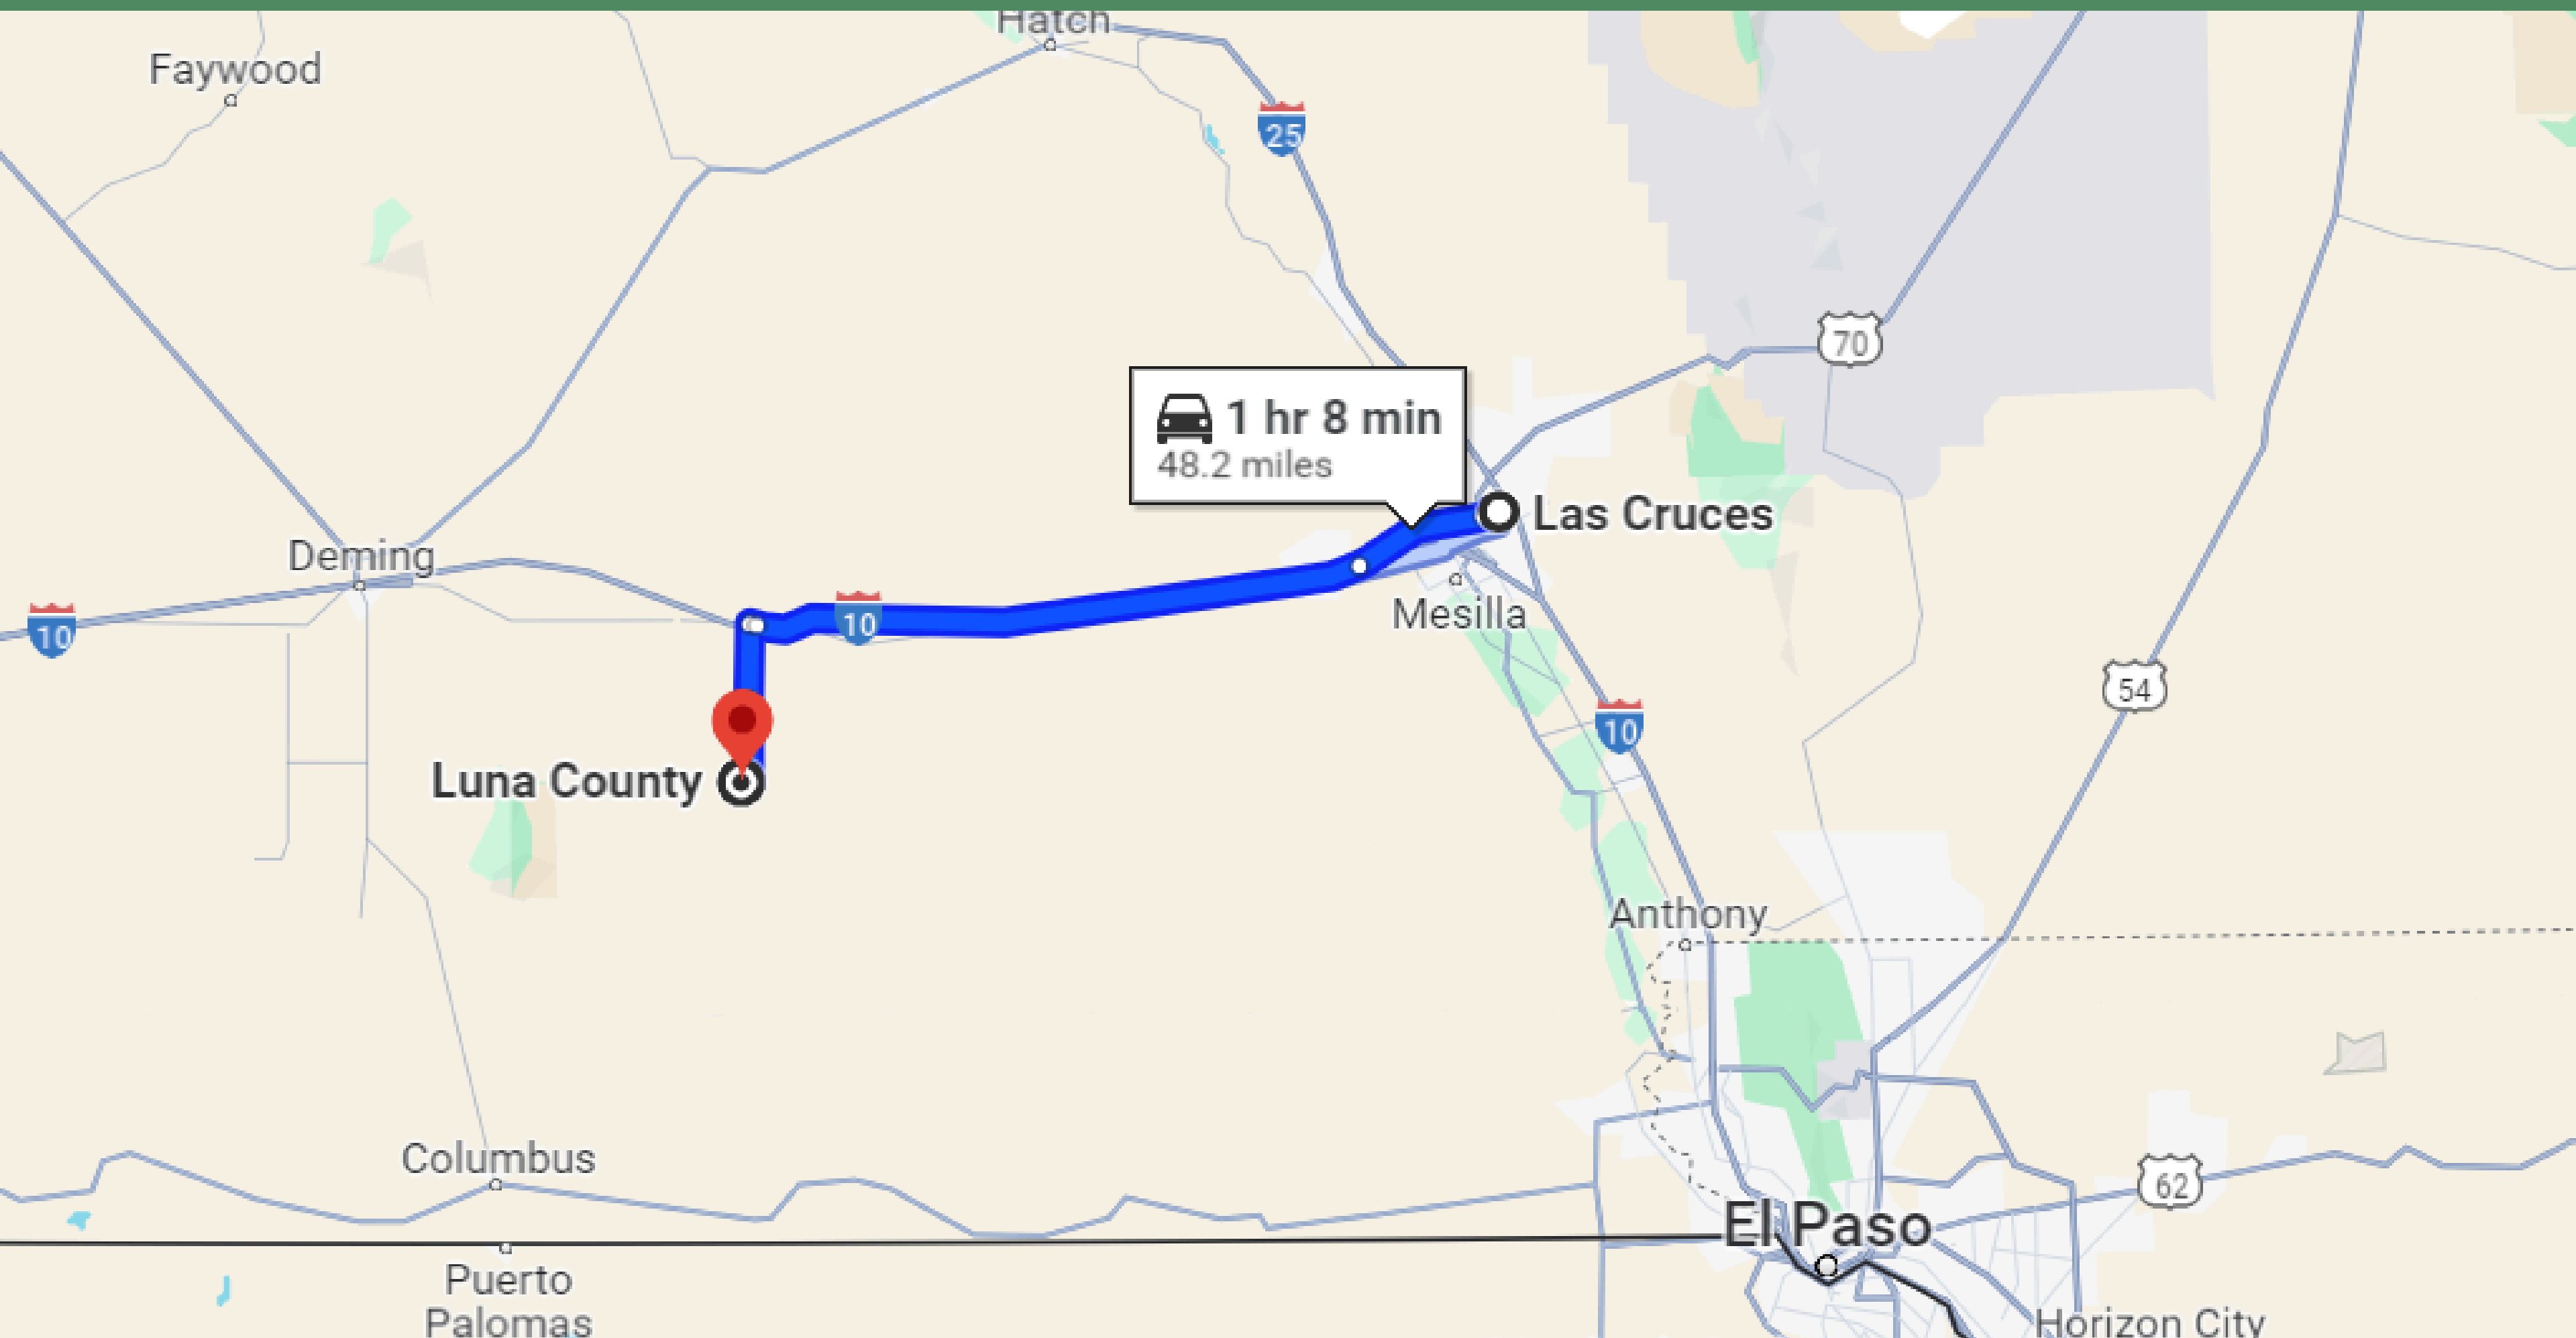 Hatch
Faywood
25
70
1 hr 8 min
48.2 miles
Las Cruces
Deming
Mesilla
10
10
54
10
Luna County
Anthony
Columbus
62
El Paso
Puerto
Palomas
Horizon City